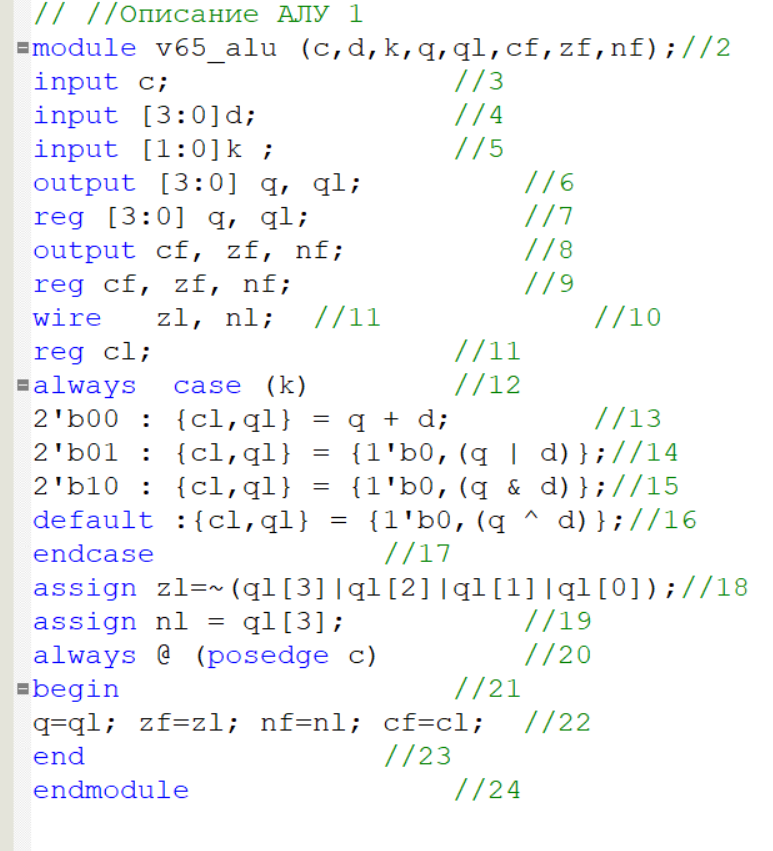 // //Описание АЛУ 1
module v65_alu (c,d,k,q,ql,cf,zf,nf);//2
input c; //3
input [3:0]d; //4
input [1:0]k ; //5
output [3:0] q, ql; //6
reg [3:0] q, ql; //7
output cf, zf, nf; //8
reg cf, zf, nf; //9
wire zl, nl; //11 //10
reg cl; //11
always case (k) //12
2'b00 : {cl,ql} = q + d; //13
2'b01 : {cl,ql} = {1'b0,(q | d)};//14
2'b10 : {cl,ql} = {1'b0,(q & d)};//15
default :{cl,ql} = {1'b0,(q ^ d)};//16
endcase //17
assign zl=~(ql[3]|ql[2]|ql[1]|ql[0]);//18
assign nl = ql[3]; //19
always @ (posedge c) //20
begin //21
q=ql; zf=zl; nf=nl; cf=cl; //22
end //23
endmodule //24